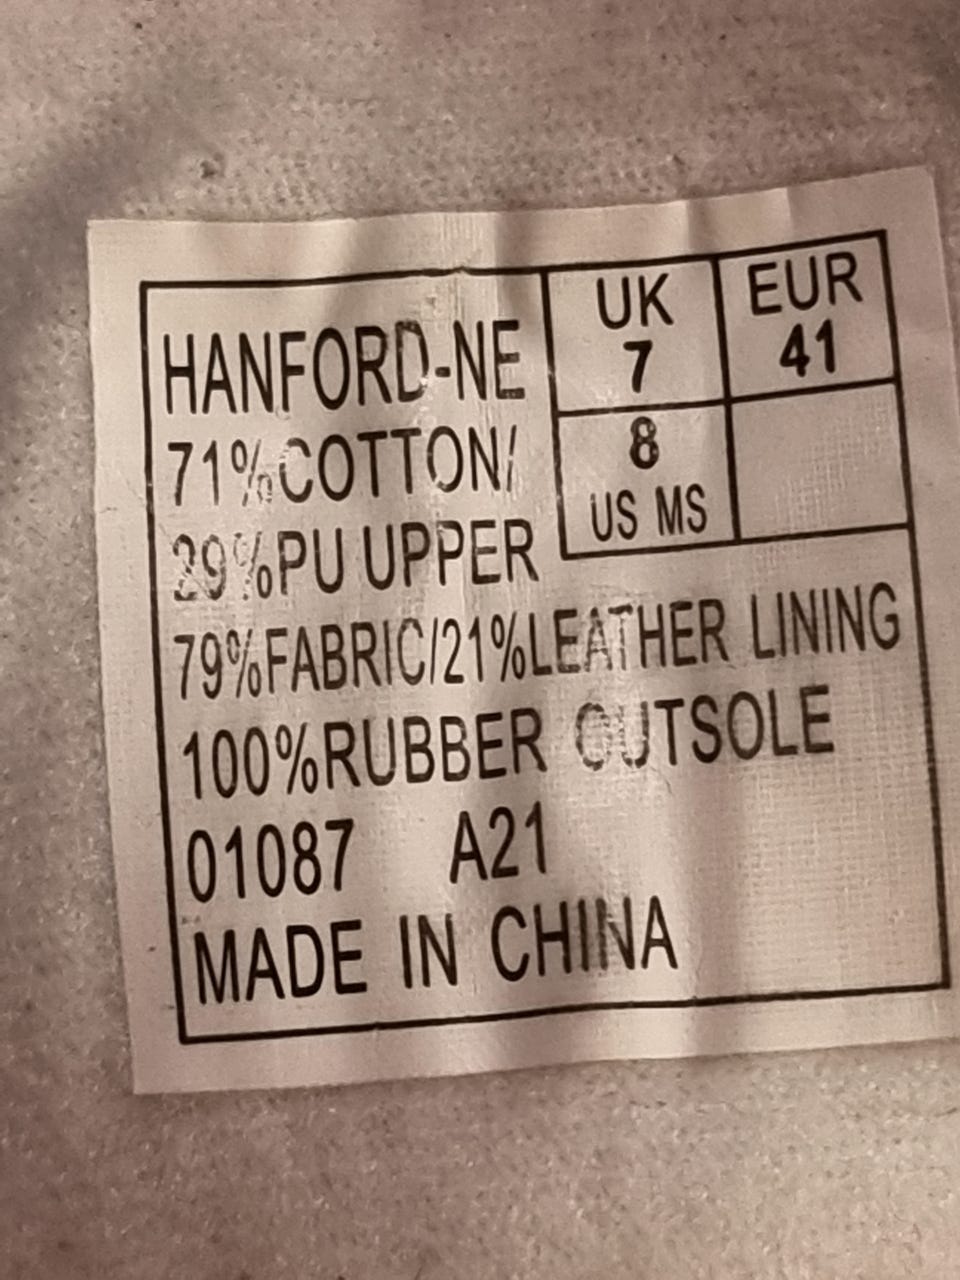 HANFORD-NE
71%COTTON/
29%PU UPPER
79%FABRIC/21%LEATHER LINING
100%RUBBER OUTSOLE
01087 A21
MADE IN CHINA
UK
7
EUR
41
8
US MS